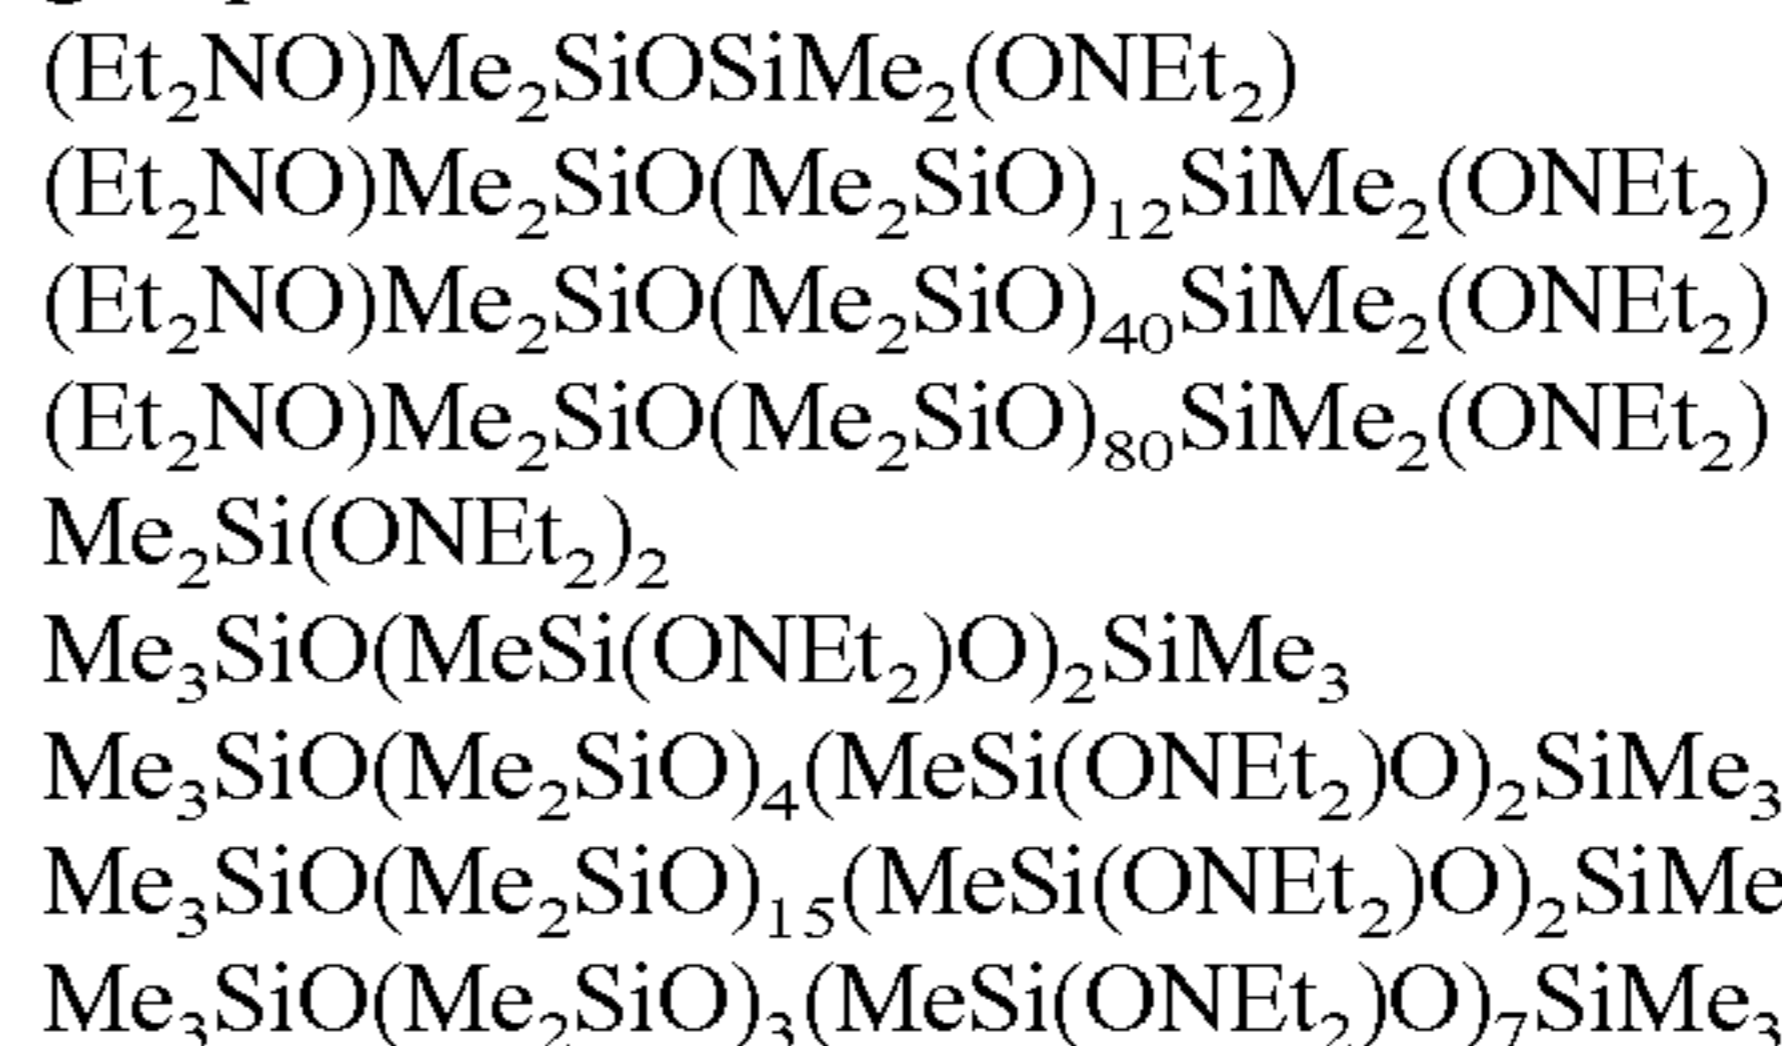 (Et₂NO)Me₂SiOSiMe₂(ONEt₂)
(Et₂NO)Me₂SiO(Me₂SiO)₁₂SiMe₂(ONEt₂)
(Et₂NO)Me₂SiO(Me₂SiO)₄₀SiMe₂(ONEt₂)
(Et₂NO)Me₂SiO(Me₂SiO)₈₀SiMe₂(ONEt₂)
Me₂Si(ONEt₂)₂
Me₃SiO(MeSi(ONEt₂)O)₂SiMe₃
Me₃SiO(Me₂SiO)₄(MeSi(ONEt₂)O)₂SiMe₃
Me₃SiO(Me₂SiO)₁₅(MeSi(ONEt₂)O)₂SiMe
Me₃SiO(Me₂SiO)₃(MeSi(ONEt₂)O)₇SiMe₃